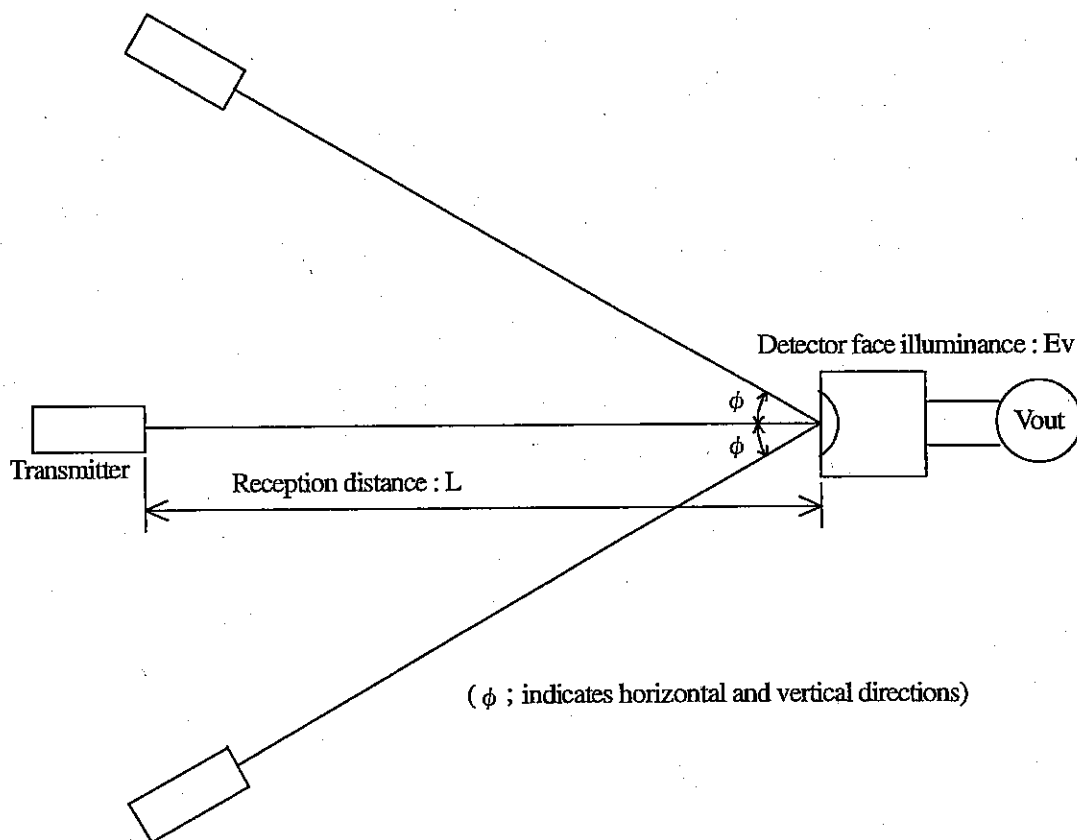 Detector face illuminance : Ev
ϕ
Vout
ϕ
Transmitter
Reception distance : L
( ϕ ; indicates horizontal and vertical directions)